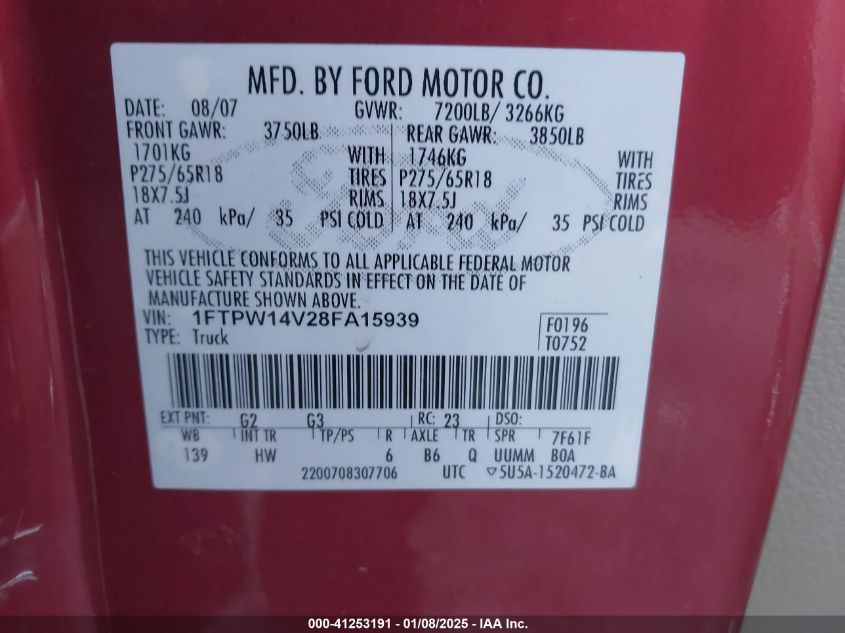 MFD. BY FORD MOTOR CO.
DATE: 08/07 GVWR: 7200LB/ 3266KG
FRONT GAWR: 3750LB REAR GAWR: 3850LB
1701KG WITH 1746KG WITH
P275/65R18 TIRES P275/65R18 TIRES
18X7.5J RIMS 18X7.5J RIMS
AT 240 kPa/ 35 PSI COLD AT 240 kPa/ 35 PSI COLD
Ford
THIS VEHICLE CONFORMS TO ALL APPLICABLE FEDERAL MOTOR
VEHICLE SAFETY STANDARDS IN EFFECT ON THE DATE OF
MANUFACTURE SHOWN ABOVE.
VIN: 1FTPW14V28FA15939 F0196
TYPE: Truck T0752
EXT PNT: G2 G3 RC: 23 DSO:
WB INT TR TP/PS R AXLE TR SPR 7F61F
139 HW 6 B6 Q UUMM B0A
2200708307706 UTC ▽5U5A-1520472-BA
000-41253191 - 01/08/2025 - IAA Inc.